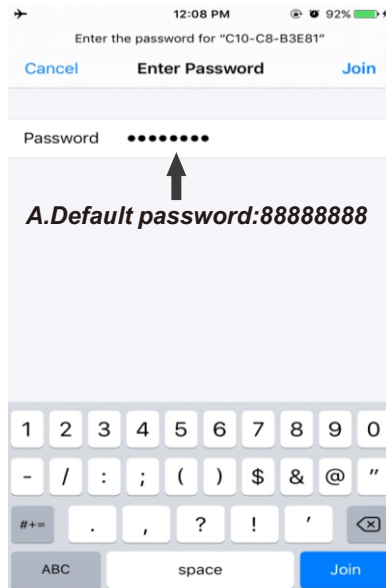 12:08 PM 92%
Enter the password for "C10-C8-B3E81"
Cancel Enter Password Join
Password ••••••••
A.Default password:88888888
1 2 3 4 5 6 7 8 9 0
- / : ; ( ) $ & @ "
#+= . , ? ! '
ABC space Join